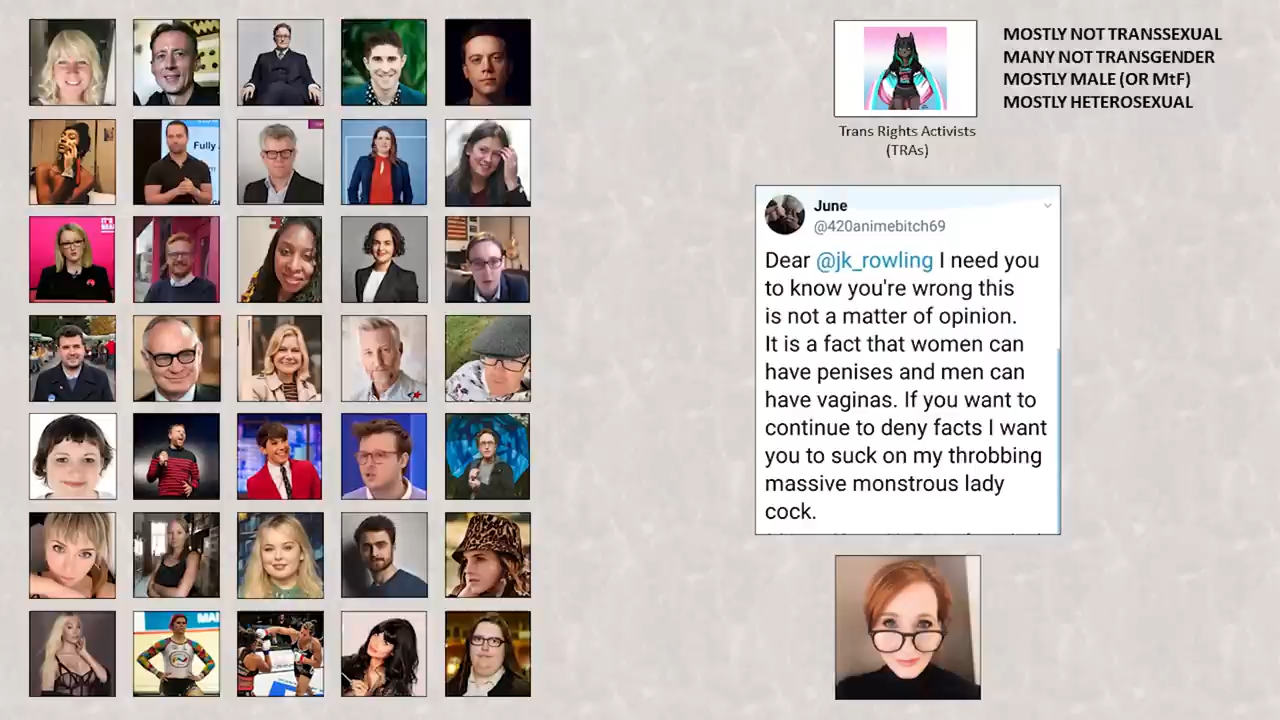 MOSTLY NOT TRANSSEXUAL
MANY NOT TRANSGENDER
MOSTLY MALE (OR MtF)
MOSTLY HETEROSEXUAL
Trans Rights Activists
(TRAs)
June
@420animebitch69
Dear @jk_rowling I need you
to know you're wrong this
is not a matter of opinion.
It is a fact that women can
have penises and men can
have vaginas. If you want to
continue to deny facts I want
you to suck on my throbbing
massive monstrous lady
cock.
Fully